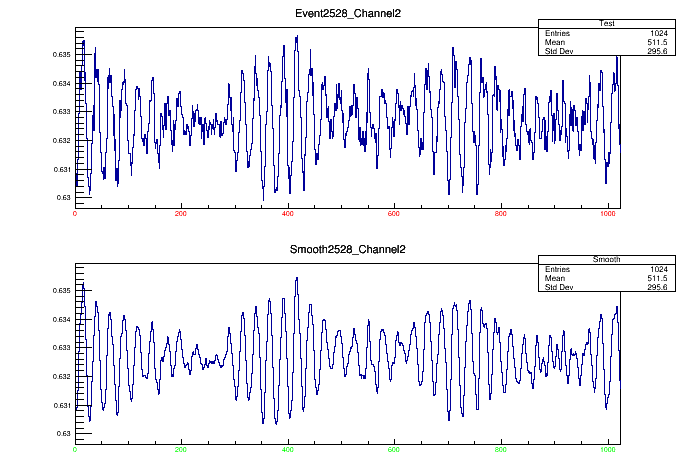 Event2528_Channel2
Test
Entries 1024
Mean 511.5
Std Dev 295.6
0.635
0.634
0.633
0.632
0.631
0.63
0 200 400 600 800 1000
Smooth2528_Channel2
Smooth
Entries 1024
Mean 511.5
Std Dev 295.6
0.635
0.634
0.633
0.632
0.631
0.63
0 200 400 600 800 1000